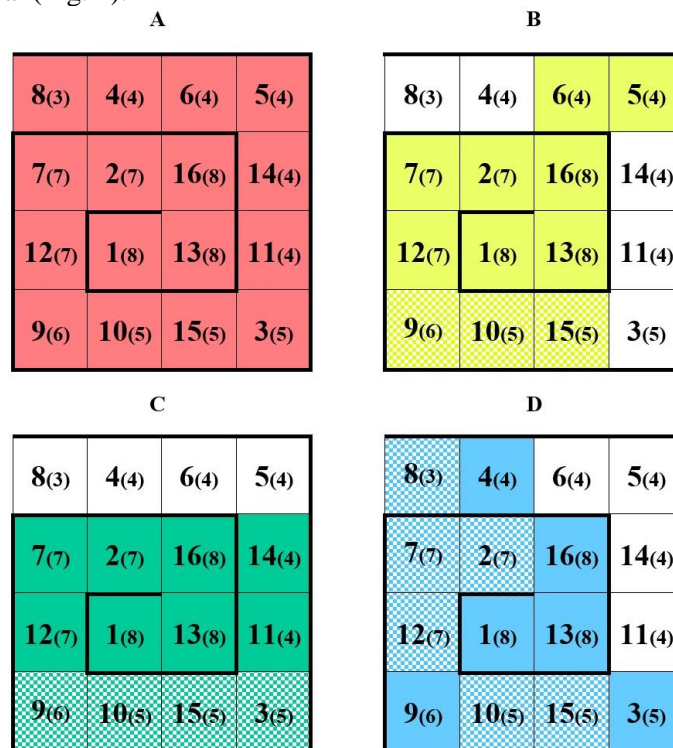 A B
8(3) 4(4) 6(4) 5(4) 8(3) 4(4) 6(4) 5(4)
7(7) 2(7) 16(8) 14(4) 7(7) 2(7) 16(8) 14(4)
12(7) 1(8) 13(8) 11(4) 12(7) 1(8) 13(8) 11(4)
9(6) 10(5) 15(5) 3(5) 9(6) 10(5) 15(5) 3(5)
C D
8(3) 4(4) 6(4) 5(4) 8(3) 4(4) 6(4) 5(4)
7(7) 2(7) 16(8) 14(4) 7(7) 2(7) 16(8) 14(4)
12(7) 1(8) 13(8) 11(4) 12(7) 1(8) 13(8) 11(4)
9(6) 10(5) 15(5) 3(5) 9(6) 10(5) 15(5) 3(5)